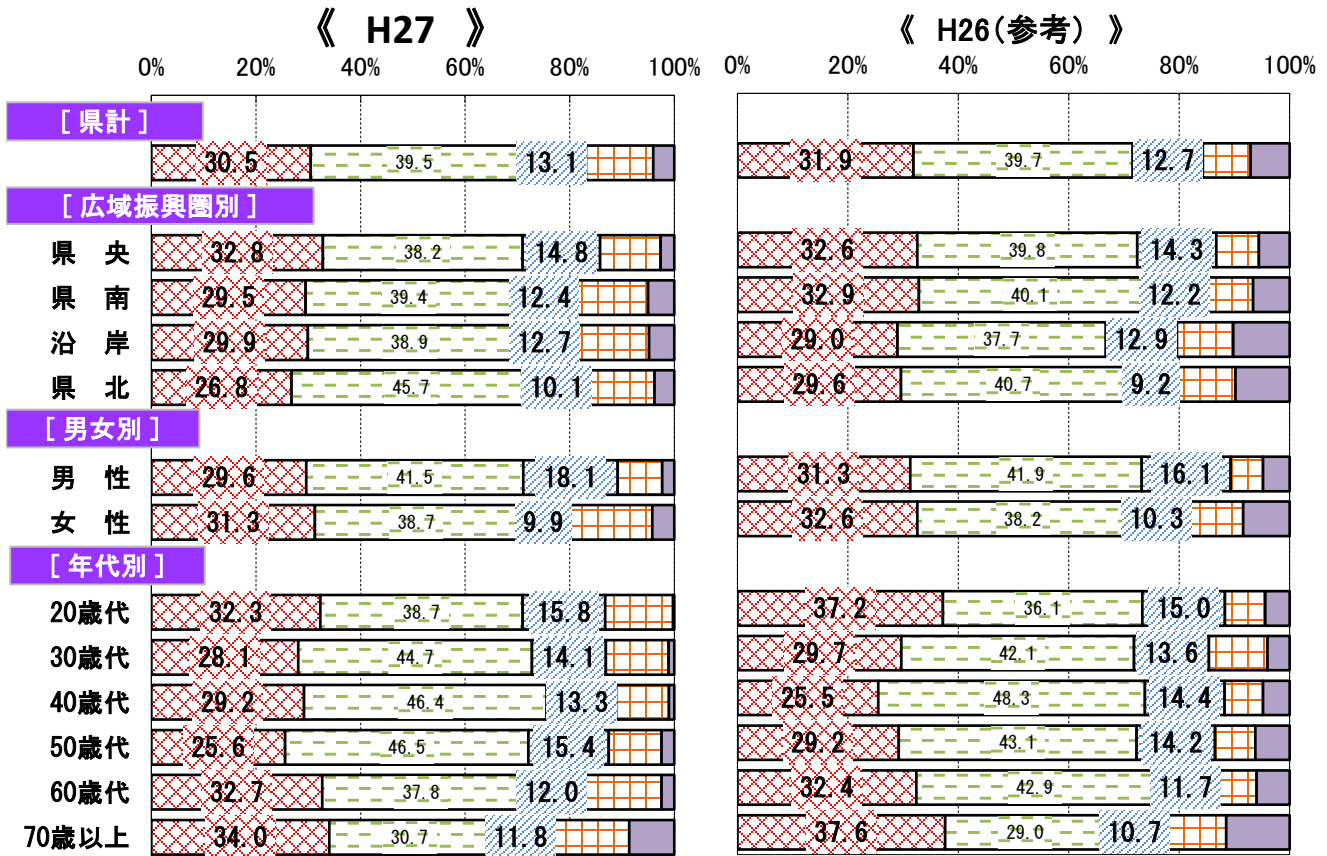 《 H27 》 《 H26(参考) 》
0% 20% 40% 60% 80% 100% 0% 20% 40% 60% 80% 100%
[ 県計 ]
30.5 39.5 13.1 31.9 39.7 12.7
[ 広域振興圏別 ]
県 央 32.8 38.2 14.8 32.6 39.8 14.3
県 南 29.5 39.4 12.4 32.9 40.1 12.2
沿 岸 29.9 38.9 12.7 29.0 37.7 12.9
県 北 26.8 45.7 10.1 29.6 40.7 9.2
[ 男女別 ]
男 性 29.6 41.5 18.1 31.3 41.9 16.1
女 性 31.3 38.7 9.9 32.6 38.2 10.3
[ 年代別 ]
20歳代 32.3 38.7 15.8 37.2 36.1 15.0
30歳代 28.1 44.7 14.1 29.7 42.1 13.6
40歳代 29.2 46.4 13.3 25.5 48.3 14.4
50歳代 25.6 46.5 15.4 29.2 43.1 14.2
60歳代 32.7 37.8 12.0 32.4 42.9 11.7
70歳以上 34.0 30.7 11.8 37.6 29.0 10.7